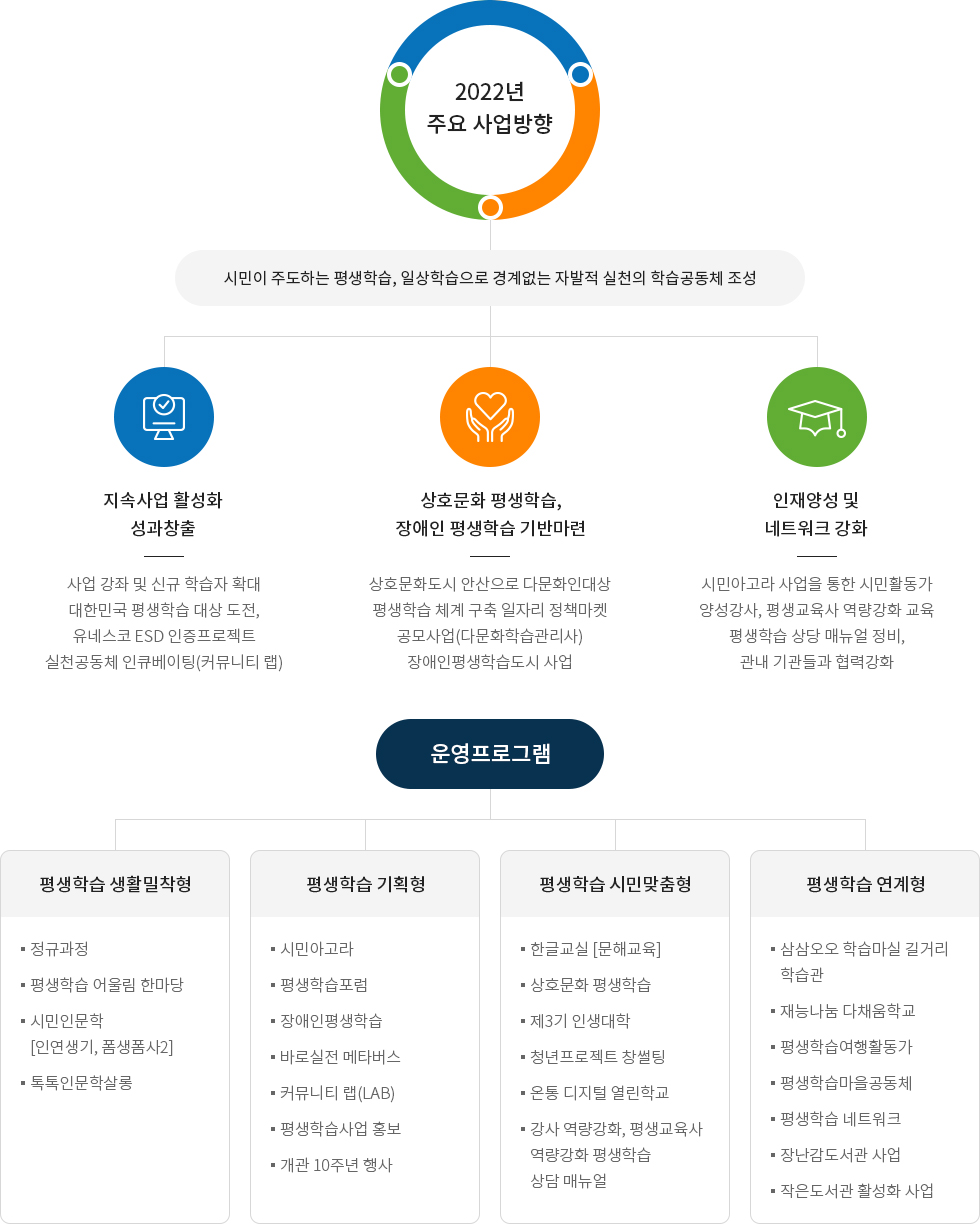 2022년
주요 사업방향
시민이 주도하는 평생학습, 일상학습으로 경계없는 자발적 실천의 학습공동체 조성
지속사업 활성화
성과창출
사업 강좌 및 신규 학습자 확대
대한민국 평생학습 대상 도전,
유네스코 ESD 인증프로젝트
실천공동체 인큐베이팅(커뮤니티 랩)
상호문화 평생학습,
장애인 평생학습 기반마련
상호문화도시 안산으로 다문화인대상
평생학습 체계 구축 일자리 정책마켓
공모사업(다문화학습관리사)
장애인평생학습도시 사업
인재양성 및
네트워크 강화
시민아고라 사업을 통한 시민활동가
양성강사, 평생교육사 역량강화 교육
평생학습 상당 매뉴얼 정비,
관내 기관들과 협력강화
운영프로그램
평생학습 생활밀착형
정규과정
평생학습 어울림 한마당
시민인문학
[인연생기, 폼생폼사2]
톡톡인문학살롱
평생학습 기획형
시민아고라
평생학습포럼
장애인평생학습
바로실전 메타버스
커뮤니티 랩(LAB)
평생학습사업 홍보
개관 10주년 행사
평생학습 시민맞춤형
한글교실 [문해교육]
상호문화 평생학습
제3기 인생대학
청년프로젝트 창썰팅
온통 디지털 열린학교
강사 역량강화, 평생교육사
역량강화 평생학습
상담 매뉴얼
평생학습 연계형
삼삼오오 학습마실 길거리
학습관
재능나눔 다채움학교
평생학습여행활동가
평생학습마을공동체
평생학습 네트워크
장난감도서관 사업
작은도서관 활성화 사업